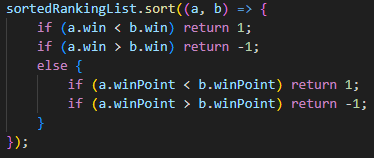 sortedRankingList.sort((a, b) => {
    if (a.win < b.win) return 1;
    if (a.win > b.win) return -1;
    else {
        if (a.winPoint < b.winPoint) return 1;
        if (a.winPoint > b.winPoint) return -1;
    }
});